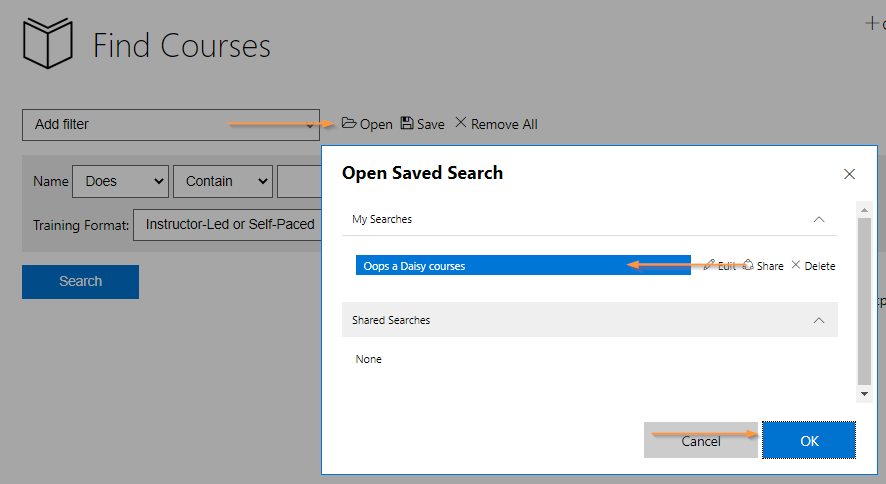 Find Courses
Add filter
Open Save Remove All
Name Does Contain
Training Format: Instructor-Led or Self-Paced
Search
Open Saved Search
My Searches
Oops a Daisy courses Edit Share Delete
Shared Searches
None
Cancel OK